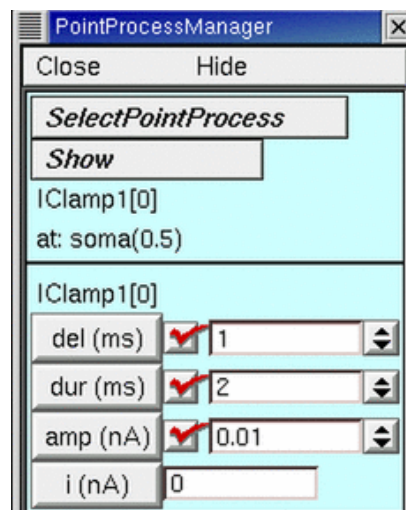 PointProcessManager
Close Hide
SelectPointProcess
Show
IClamp1[0]
at: soma(0.5)
IClamp1[0]
del (ms) 1
dur (ms) 2
amp (nA) 0.01
i (nA) 0